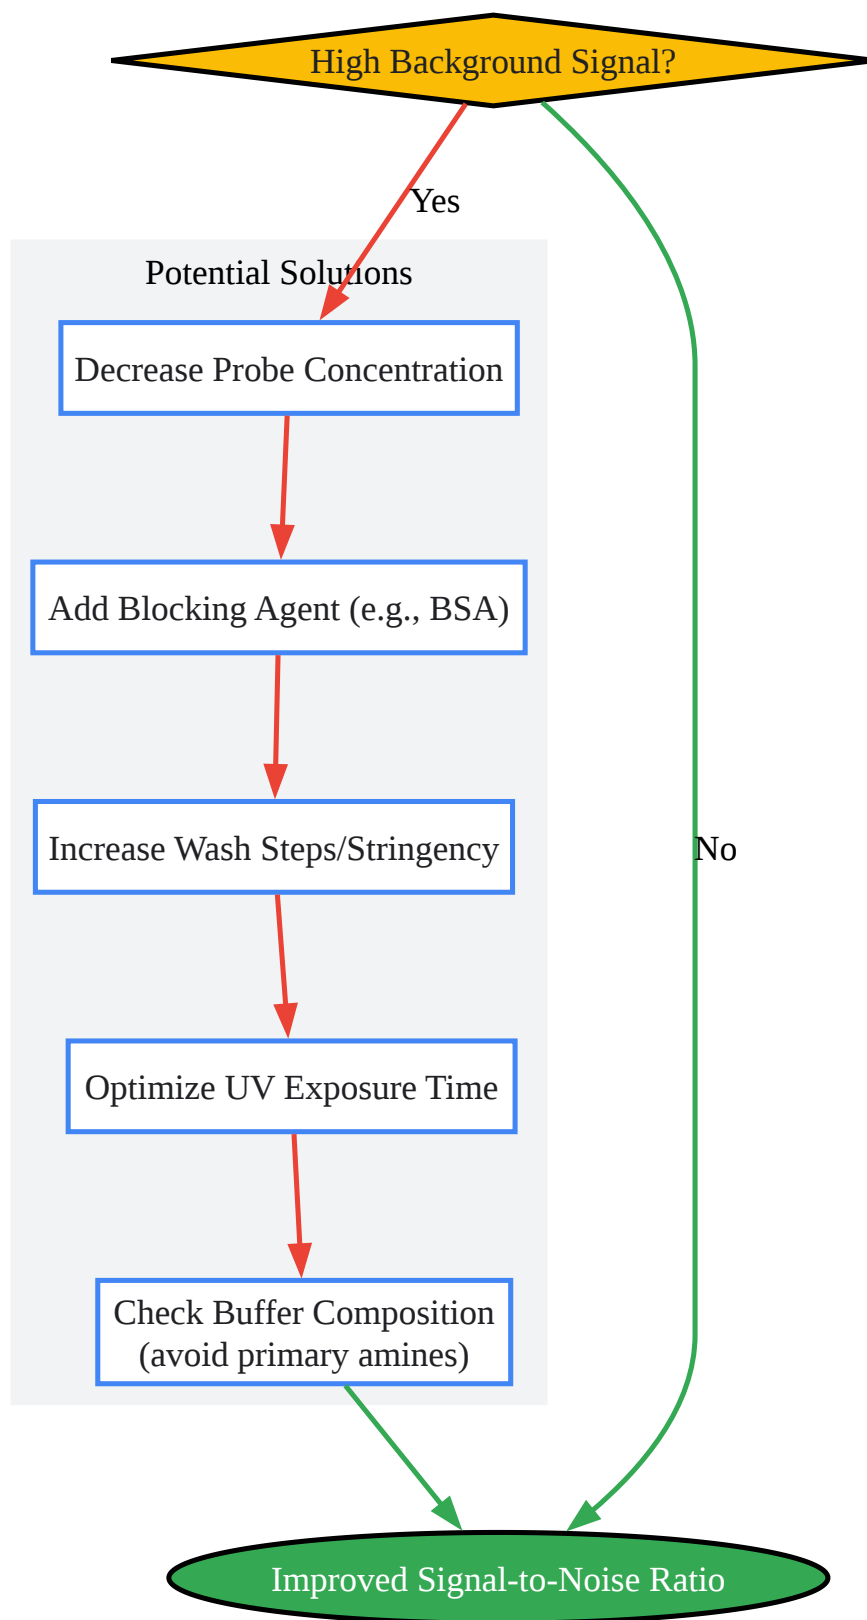 High Background Signal?
Yes
Potential Solutions
Decrease Probe Concentration
Add Blocking Agent (e.g., BSA)
Increase Wash Steps/Stringency
No
Optimize UV Exposure Time
Check Buffer Composition
(avoid primary amines)
Improved Signal-to-Noise Ratio